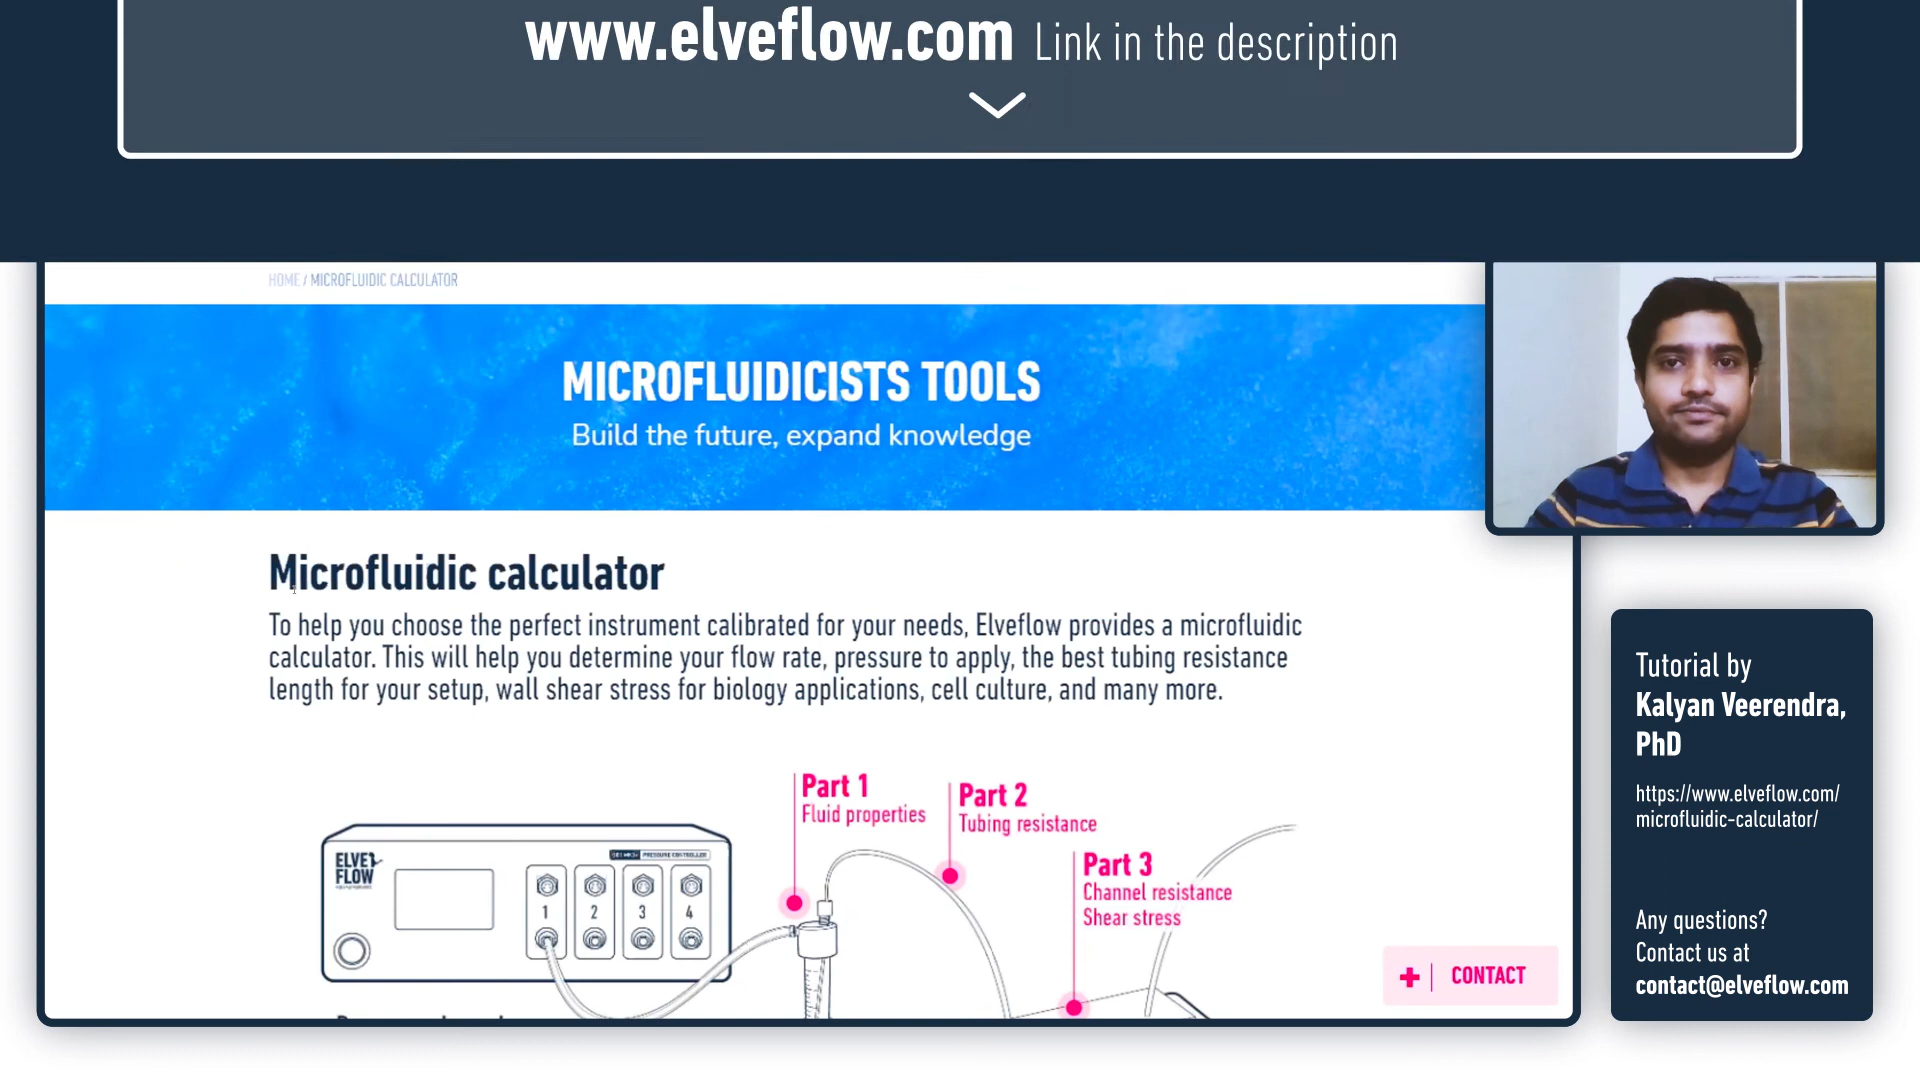 www.elveflow.com Link in the description
HOME / MICROFLUIDIC CALCULATOR
MICROFLUIDICISTS TOOLS
Build the future, expand knowledge
Microfluidic calculator
To help you choose the perfect instrument calibrated for your needs, Elveflow provides a microfluidic
calculator. This will help you determine your flow rate, pressure to apply, the best tubing resistance
length for your setup, wall shear stress for biology applications, cell culture, and many more.
Part 1
Fluid properties
Part 2
Tubing resistance
Part 3
Channel resistance
Shear stress
ELVE
FLOW
PRESSURE CONTROLLER
1 2 3 4
CONTACT
Tutorial by
Kalyan Veerendra,
PhD
https://www.elveflow.com/
microfluidic-calculator/
Any questions?
Contact us at
contact@elveflow.com